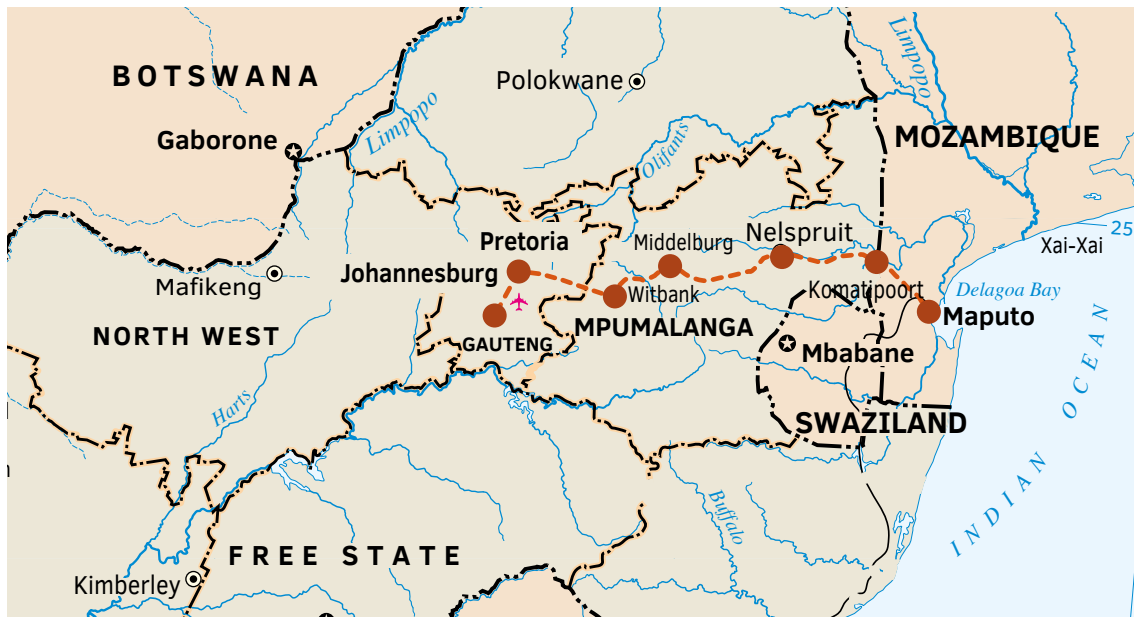 BOTSWANA
Polokwane
Limpopo
Limpopo
Gaborone
MOZAMBIQUE
Olifants
Pretoria
Middelburg
Nelspruit
25
Xai-Xai
Johannesburg
Mafikeng
Witbank
Komatipoort
Delagoa Bay
Maputo
NORTH WEST
GAUTENG
MPUMALANGA
Mbabane
Harts
SWAZILAND
INDIAN OCEAN
Buffalo
FREE STATE
Kimberley